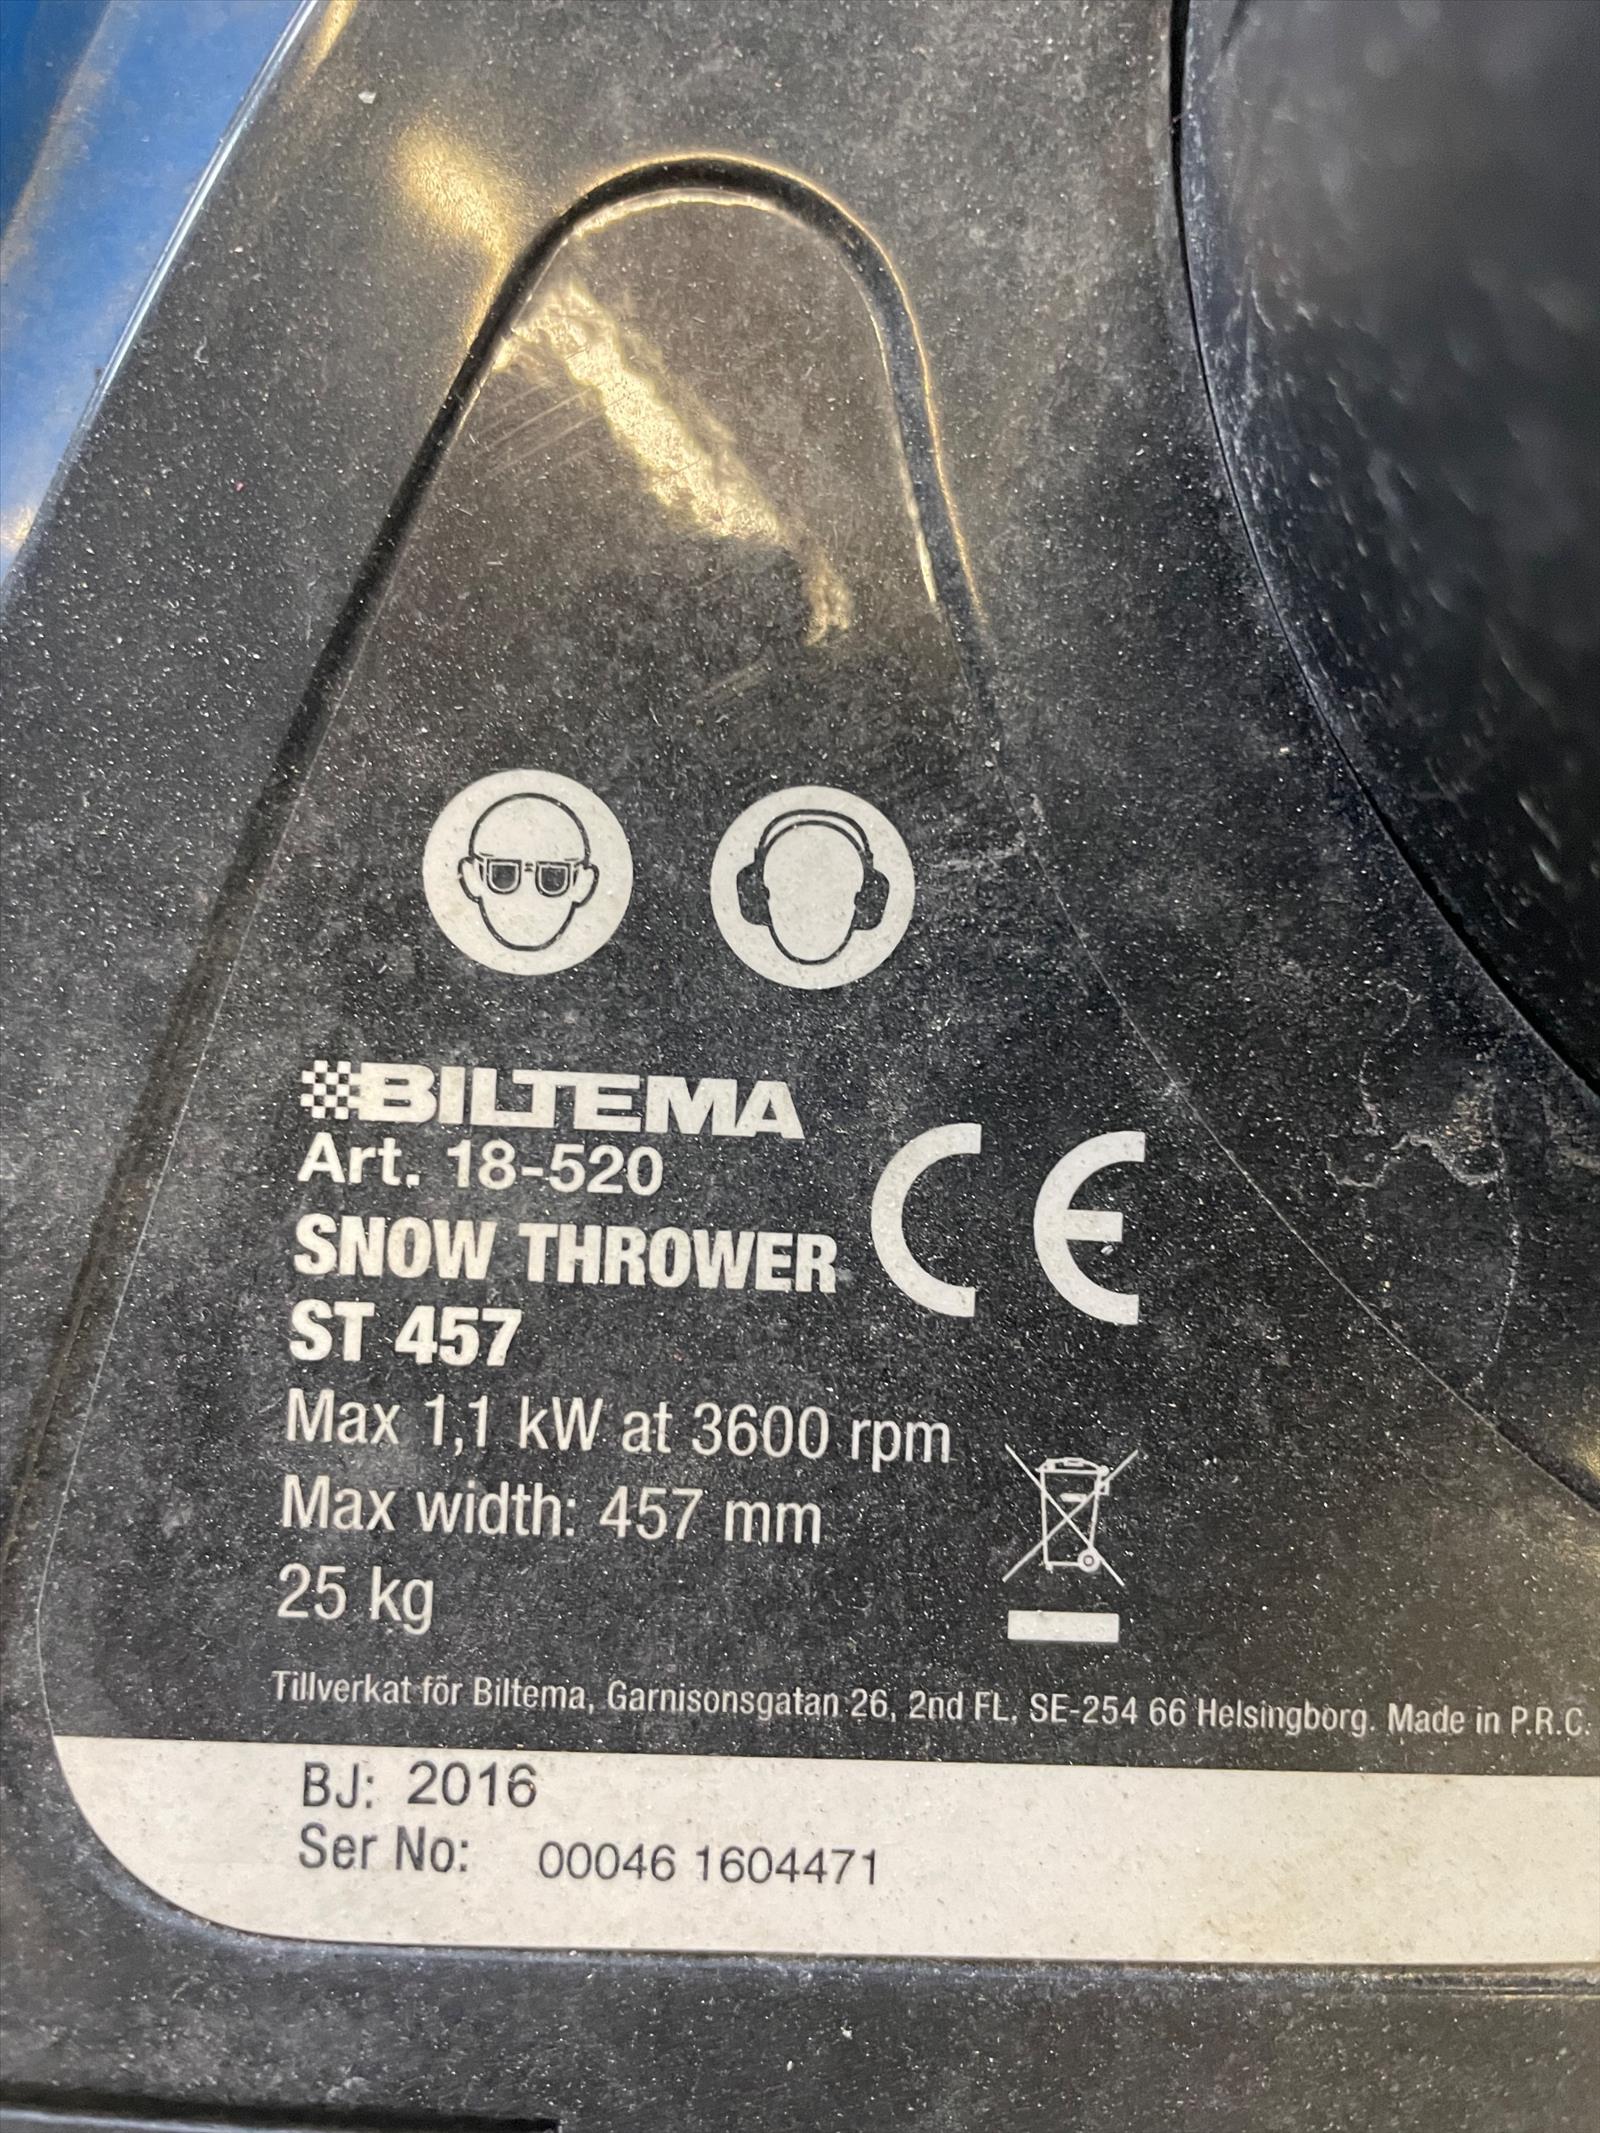 BILTEMA
Art. 18-520
SNOW THROWER
ST 457
CE
Max 1,1 kW at 3600 rpm
Max width: 457 mm
25 kg
Tillverkat för Biltema, Garnisonsgatan 26, 2nd FL, SE-254 66 Helsingborg. Made in P.R.C.
BJ: 2016
Ser No: 00046 1604471